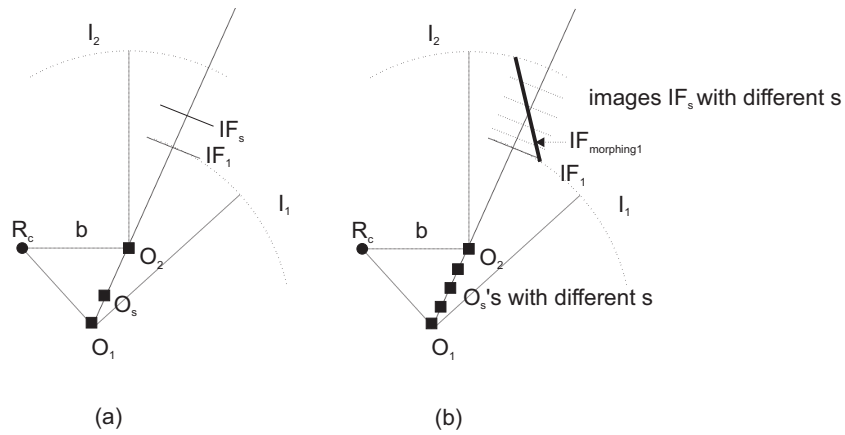 I2
IFs
IF1
I1
Rc
b
O2
Os
O1
(a)
I2
images IFs with different s
IFmorphing1
IF1
I1
Rc
b
O2
Os's with different s
O1
(b)